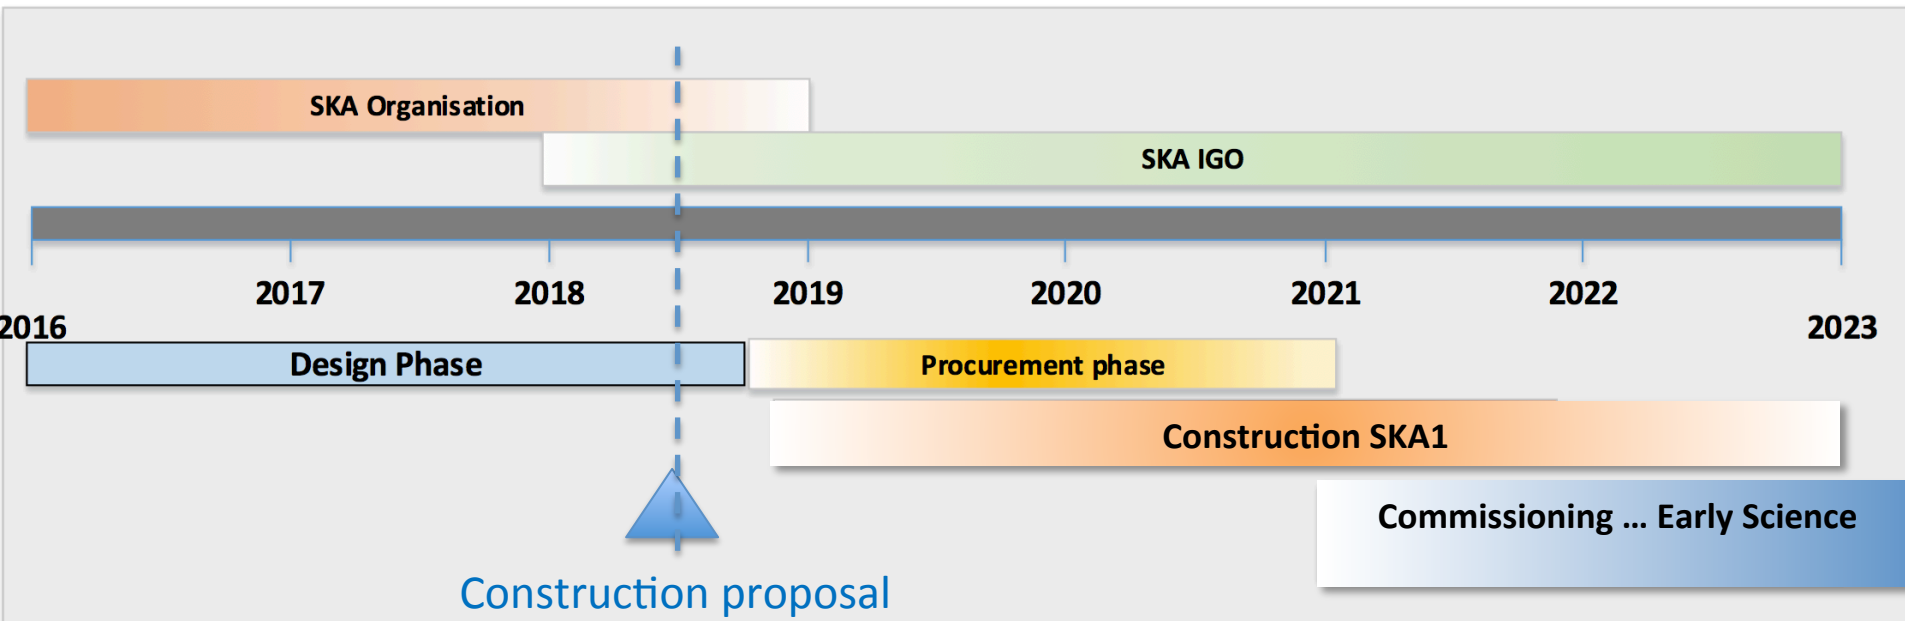 SKA Organisation
SKA IGO
2017 2018 2019 2020 2021 2022
2016 2023
Design Phase Procurement phase
Construction SKA1
Commissioning ... Early Science
Construction proposal